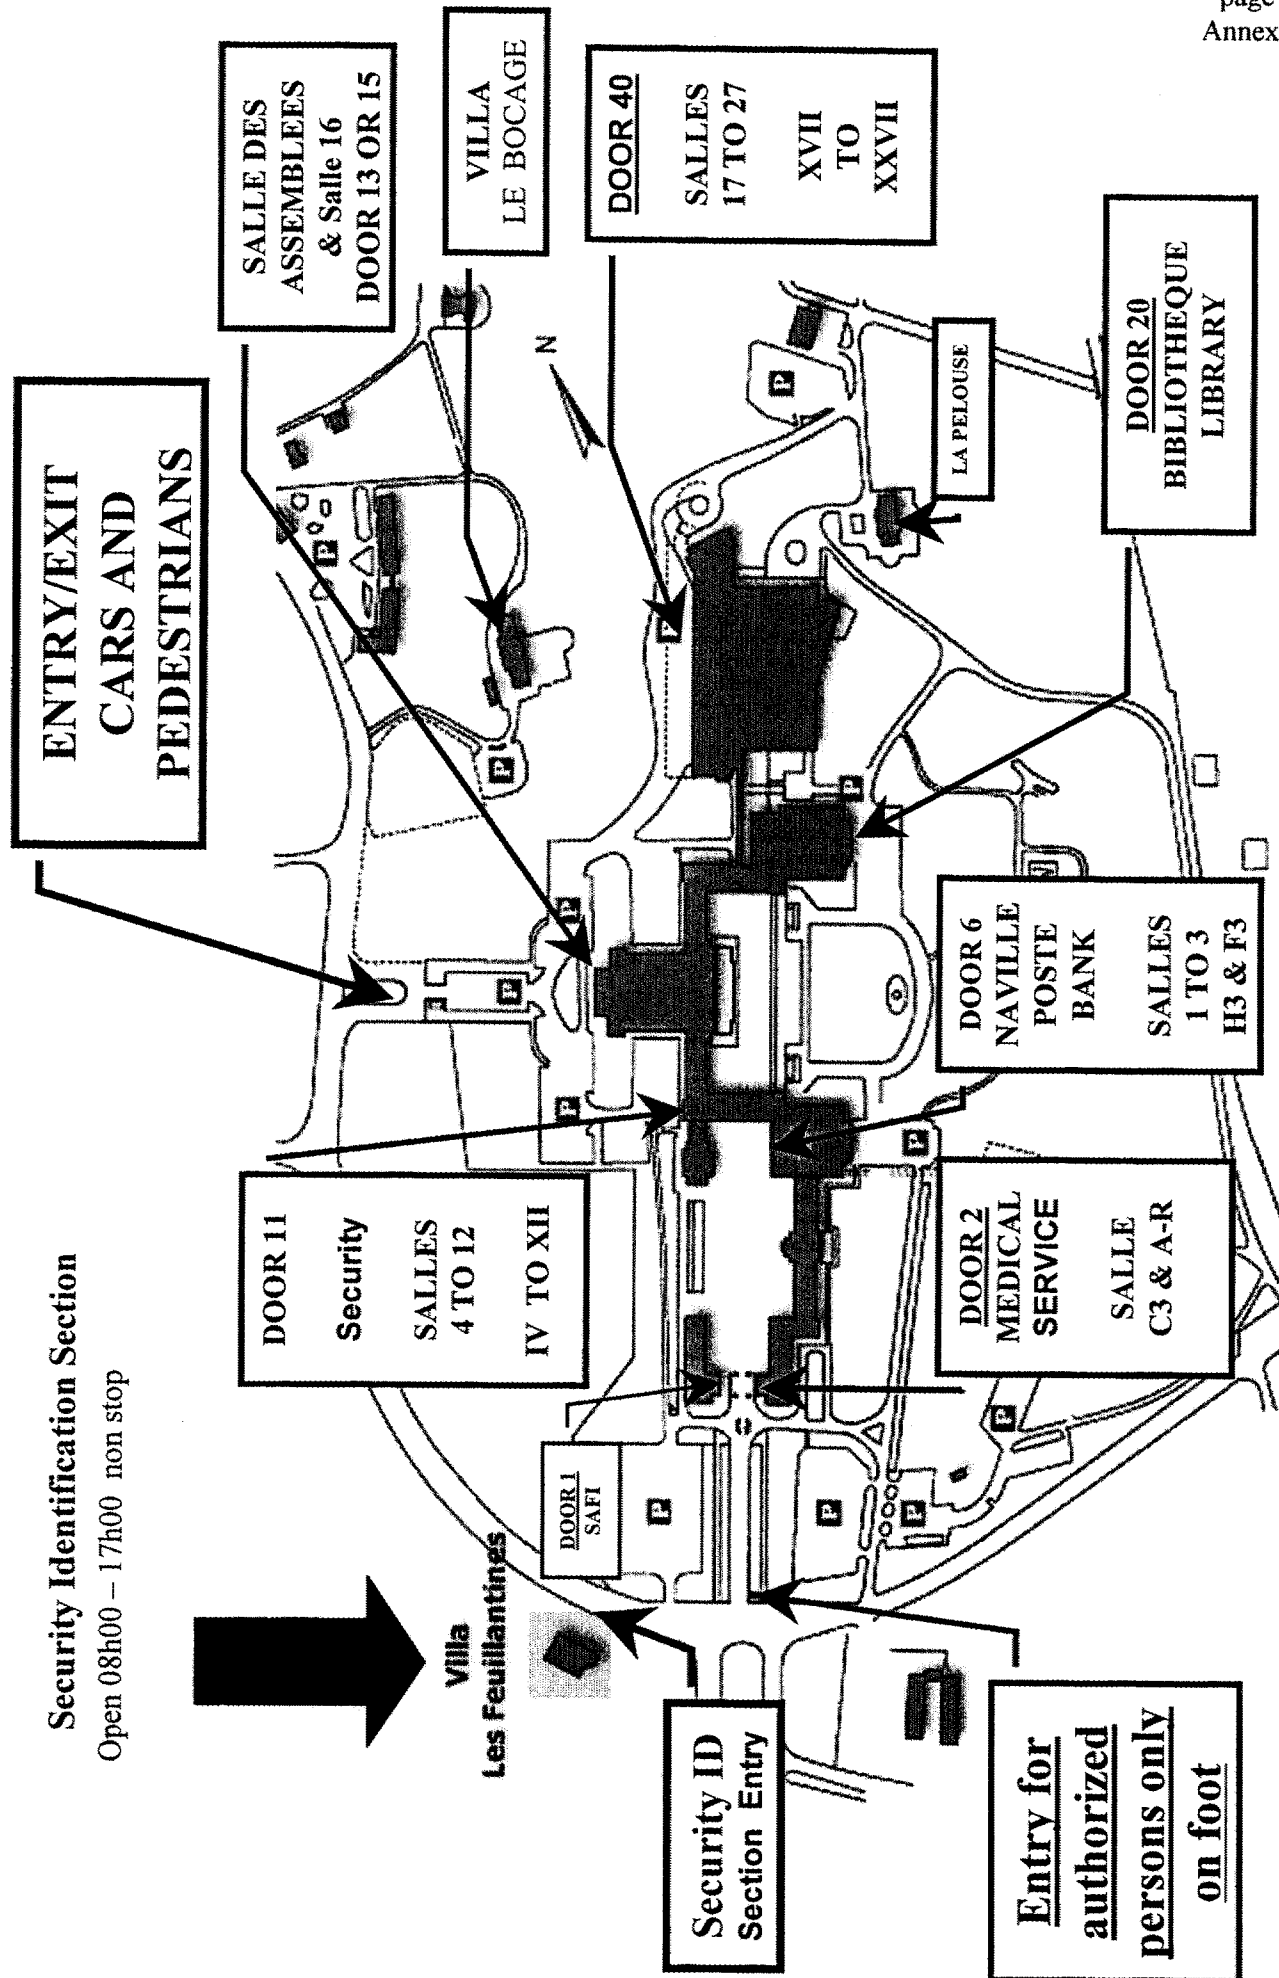 page
Annex
Security Identification Section
Open 08h00 – 17h00 non stop
ENTRY/EXIT
CARS AND
PEDESTRIANS
SALLE DES
ASSEMBLEES
& Salle 16
DOOR 13 OR 15
VILLA
LE BOCAGE
DOOR 40
SALLES
17 TO 27
XVII
TO
XXVII
N
LA PELOUSE
DOOR 20
BIBLIOTHEQUE
LIBRARY
DOOR 6
NAVILLE
POSTE
BANK
SALLES
1 TO 3
H3 & F3
DOOR 11
Security
SALLES
4 TO 12
IV TO XII
DOOR 2
MEDICAL
SERVICE
SALLE
C3 & A-R
DOOR 1
SAFI
Villa
Les Feuillantines
Security ID
Section Entry
Entry for
authorized
persons only
on foot
P
P
P
P
P
P
P
P
P
P
P
P
P
P